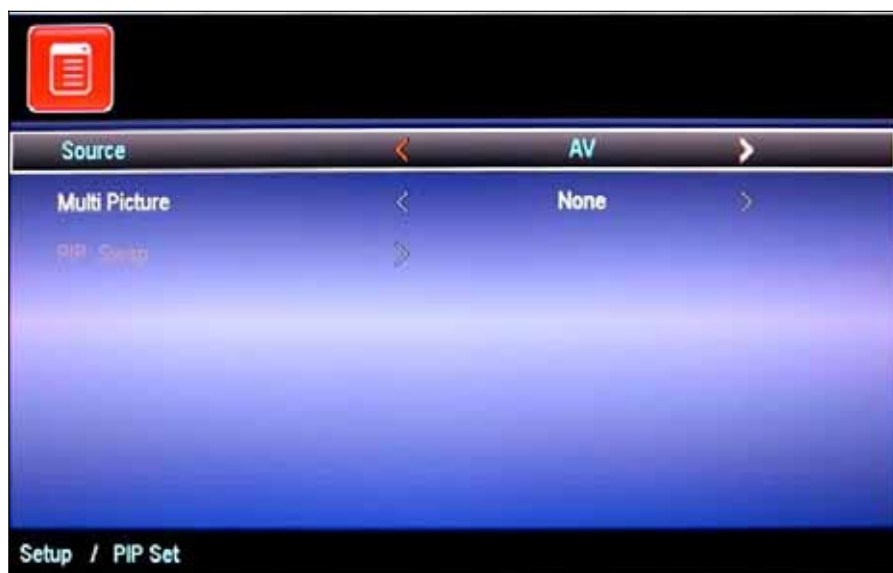 Source < AV >
Multi Picture < None >
PIP Swap >>
Setup / PIP Set